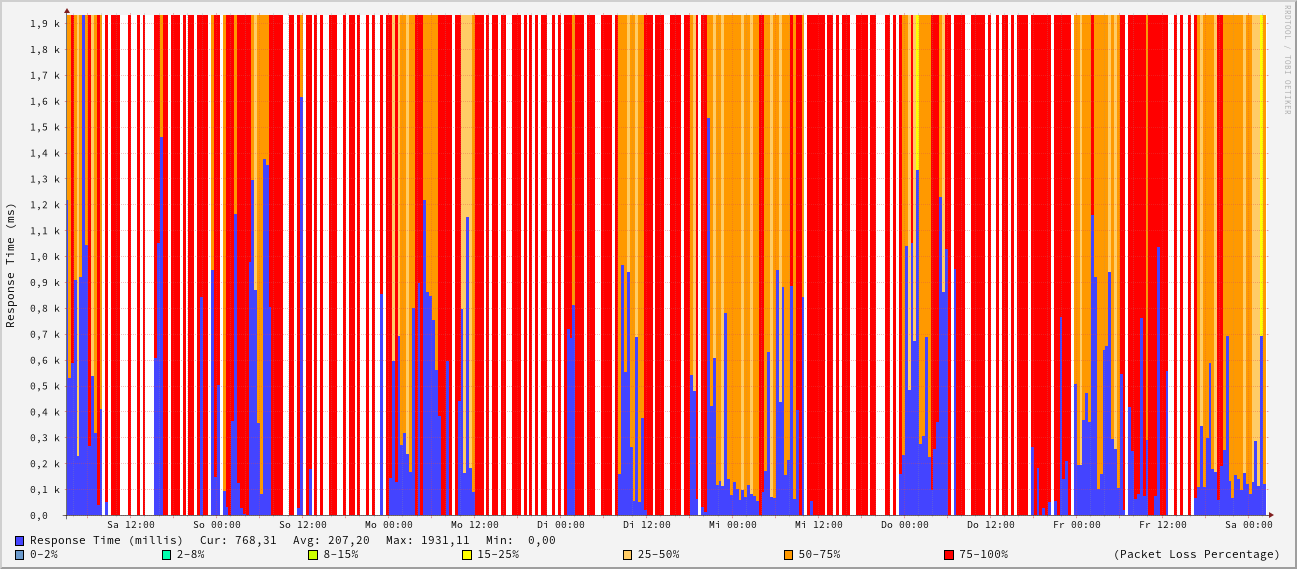 RRDTOOL / TOBI OETIKER
Response Time (ms)
1,9 k
1,8 k
1,7 k
1,6 k
1,5 k
1,4 k
1,3 k
1,2 k
1,1 k
1,0 k
0,9 k
0,8 k
0,7 k
0,6 k
0,5 k
0,4 k
0,3 k
0,2 k
0,1 k
0,0
Sa 12:00 So 00:00 So 12:00 Mo 00:00 Mo 12:00 Di 00:00 Di 12:00 Mi 00:00 Mi 12:00 Do 00:00 Do 12:00 Fr 00:00 Fr 12:00 Sa 00:00
Response Time (millis) Cur: 768,31 Avg: 207,20 Max: 1931,11 Min: 0,00
0-2% 2-8% 8-15% 15-25% 25-50% 50-75% 75-100% (Packet Loss Percentage)